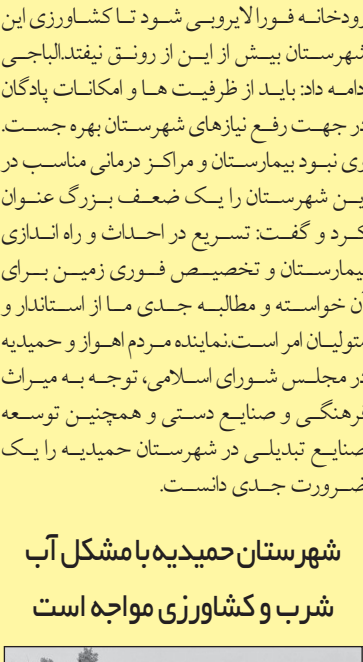 رودخانه فورا لایروبی شود تا کشاورزی این
شهرستان بیش از این از رونق نیفتد.الباجی
ادامه داد: باید از ظرفیت ها و امکانات پادگان
در جهت رفع نیازهای شهرستان بهره جست.
وی نبود بیمارستان و مراکز درمانی مناسب در
این شهرستان را یک ضعف بزرگ عنوان
کرد و گفت: تسریع در احداث و راه اندازی
بیمارستان و تخصیص فوری زمین برای
آن خواسته و مطالبه جدی ما از استاندار و
متولیان امر است.نماینده مردم اهواز و حمیدیه
در مجلس شورای اسلامی، توجه به میراث
فرهنگی و صنایع دستی و همچنین توسعه
صنایع تبدیلی در شهرستان حمیدیه را یک
ضرورت جدی دانست.
شهرستان حمیدیه با مشکل آب
شرب و کشاورزی مواجه است